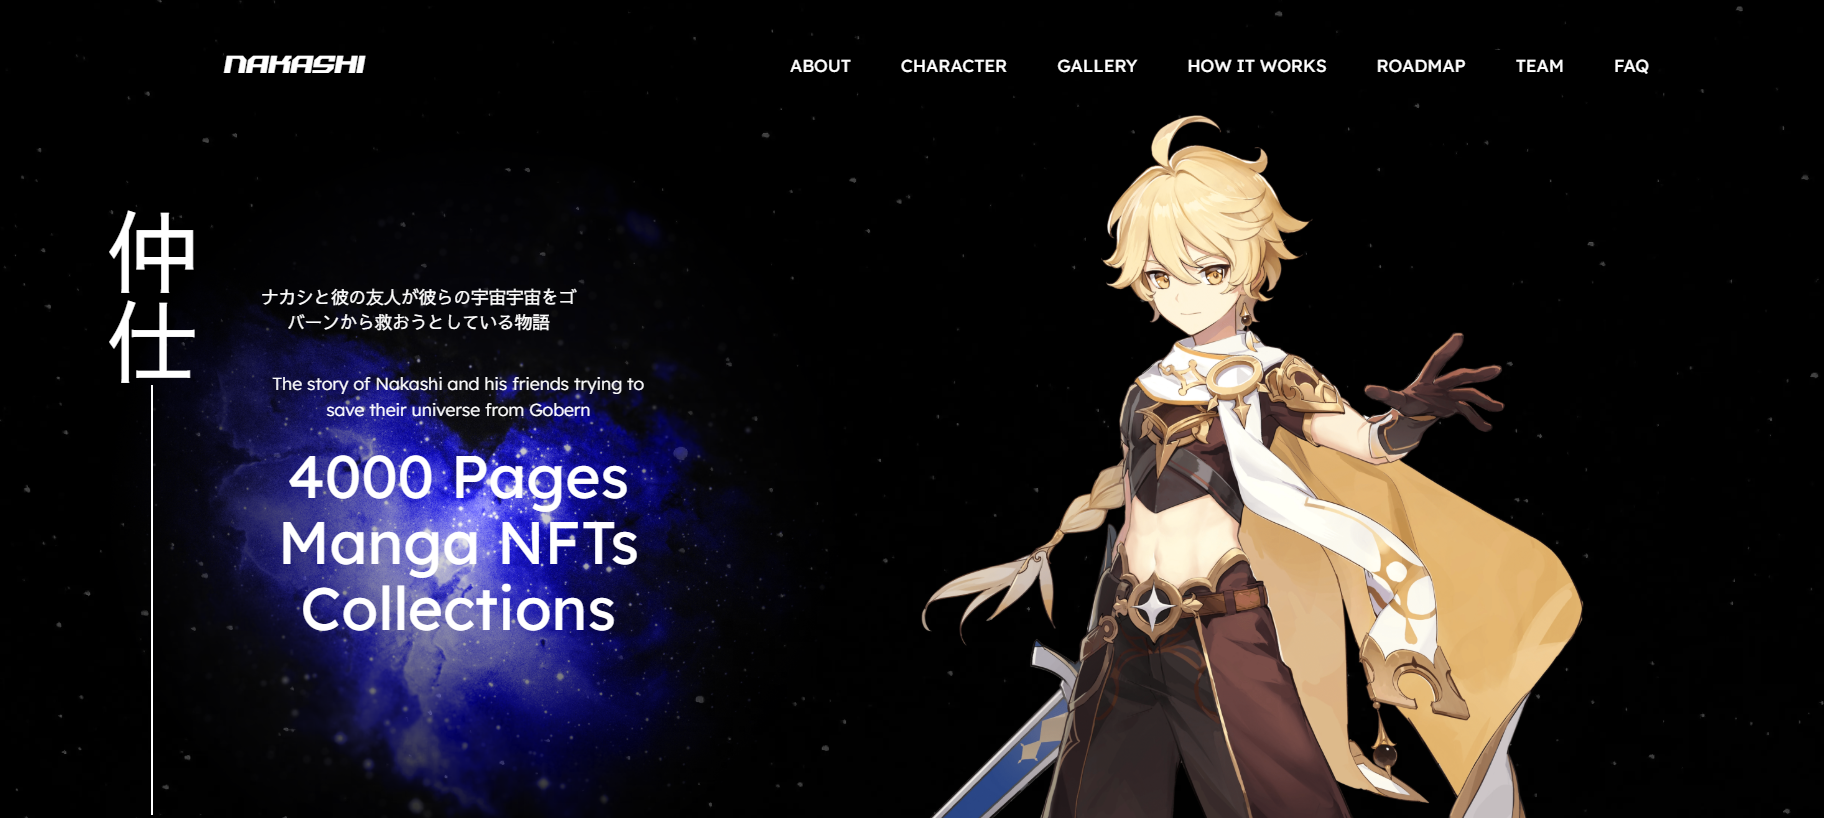 NAKASHI
ABOUT CHARACTER GALLERY HOW IT WORKS ROADMAP TEAM FAQ
仲仕
ナカシと彼の友人が彼らの宇宙宇宙をゴ
バーンから救おうとしている物語
The story of Nakashi and his friends trying to
save their universe from Gobern
4000 Pages
Manga NFTs
Collections